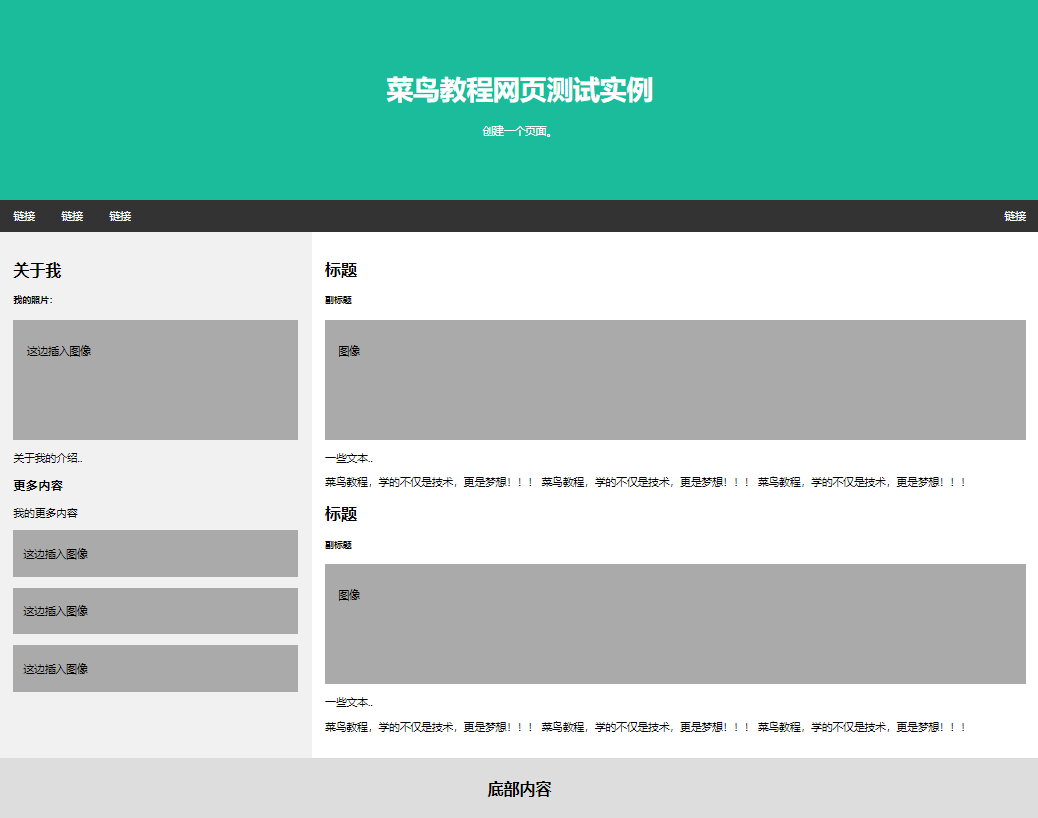 菜鸟教程网页测试实例
创建一个页面。
链接 链接 链接 链接
关于我
我的照片：
这边插入图像
关于我的介绍..
更多内容
我的更多内容
这边插入图像
这边插入图像
这边插入图像
标题
副标题
图像
一些文本..
菜鸟教程，学的不仅是技术，更是梦想！！！ 菜鸟教程，学的不仅是技术，更是梦想！！！ 菜鸟教程，学的不仅是技术，更是梦想！！！
标题
副标题
图像
一些文本..
菜鸟教程，学的不仅是技术，更是梦想！！！ 菜鸟教程，学的不仅是技术，更是梦想！！！ 菜鸟教程，学的不仅是技术，更是梦想！！！
底部内容